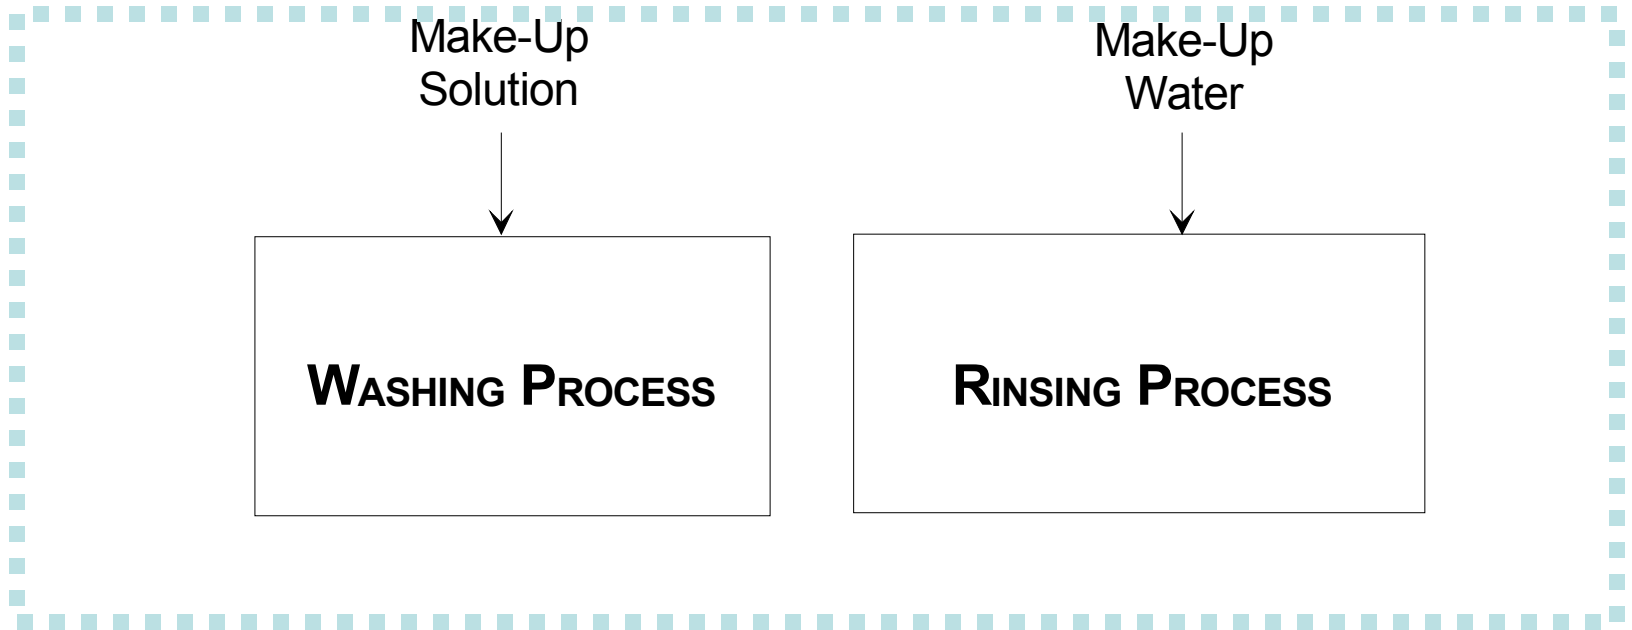 Make-Up
Solution
Make-Up
Water
WASHING PROCESS
RINSING PROCESS